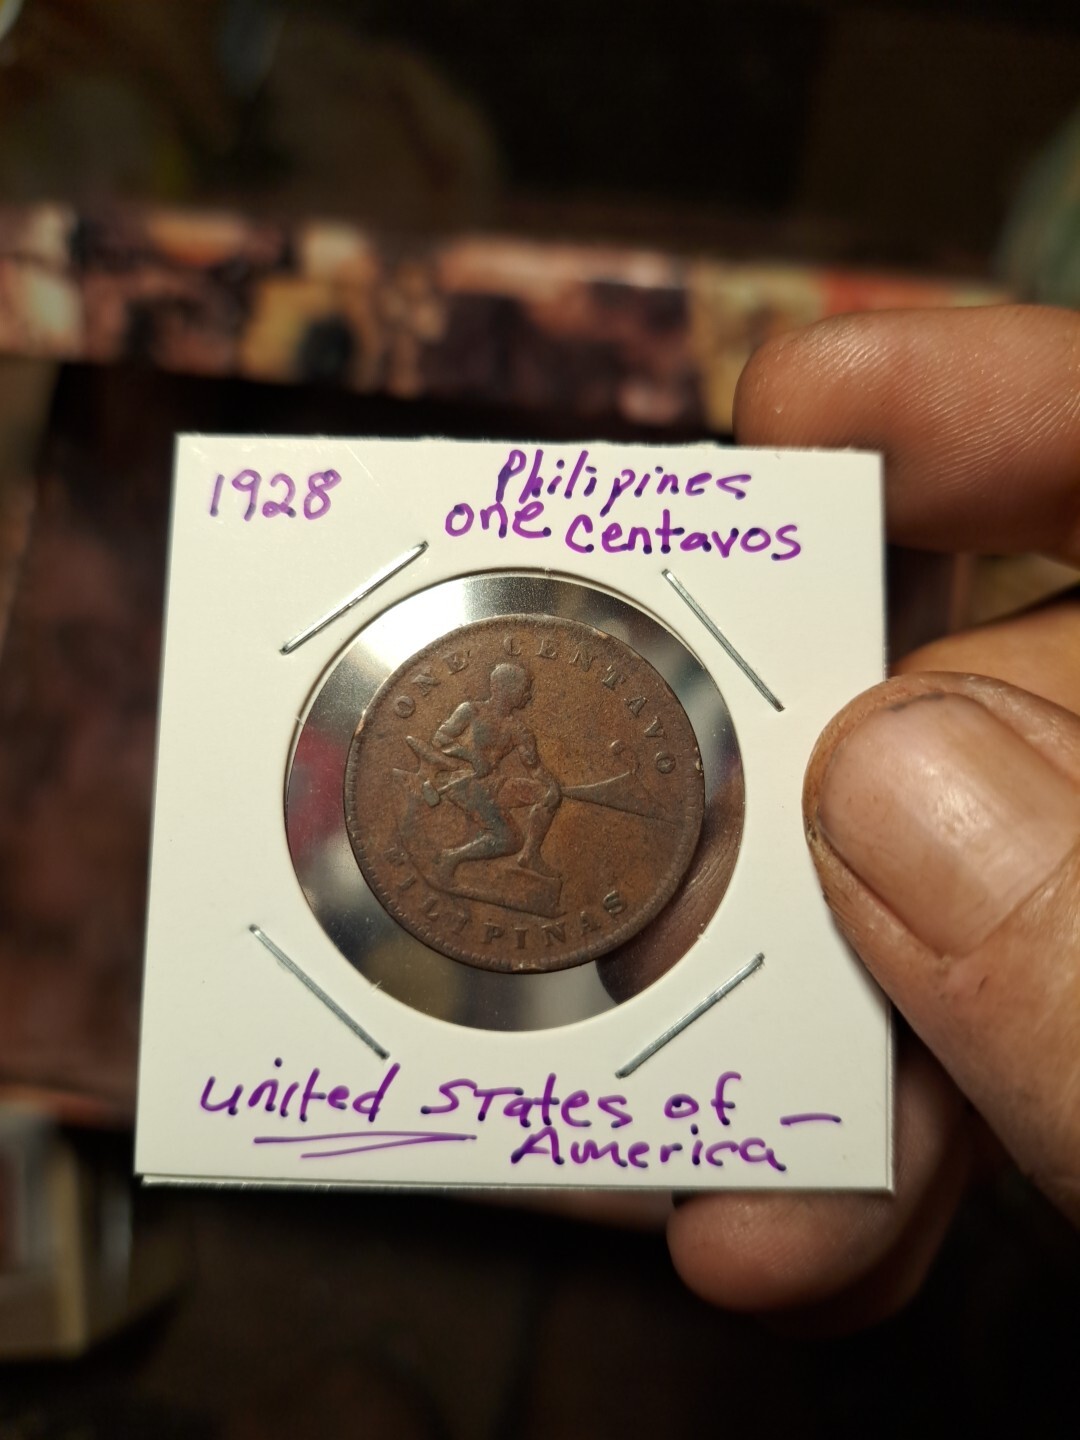 1928
Philipines
one centavos
ONE CENTAVO
FILIPINAS
united States of —
America